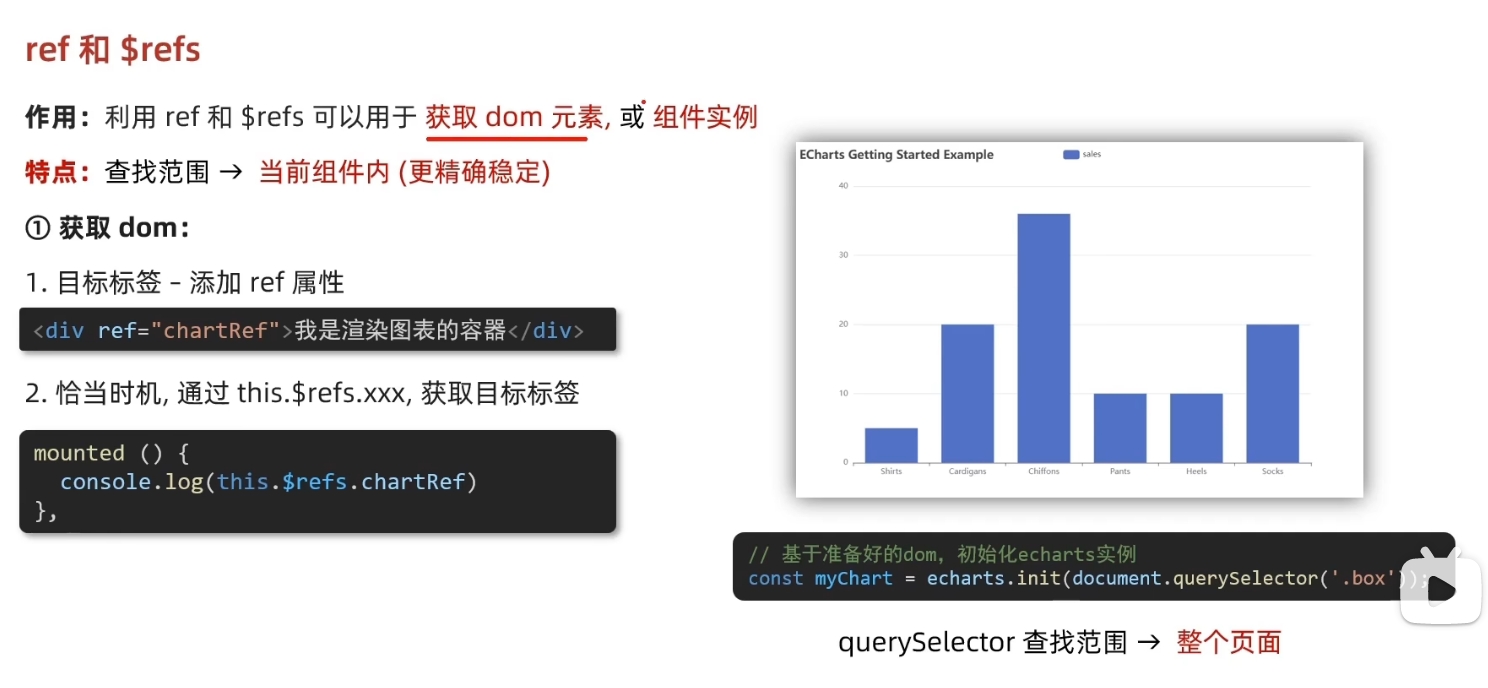 ref 和 $refs
作用：利用 ref 和 $refs 可以用于 获取 dom 元素, 或 组件实例
特点：查找范围 → 当前组件内 (更精确稳定)
① 获取 dom：
1. 目标标签 – 添加 ref 属性
<div ref="chartRef">我是渲染图表的容器</div>
2. 恰当时机, 通过 this.$refs.xxx, 获取目标标签
mounted () {
  console.log(this.$refs.chartRef)
},
ECharts Getting Started Example
sales
40
30
20
10
0
Shirts Cardigans Chiffons Pants Heels Socks
// 基于准备好的dom，初始化echarts实例
const myChart = echarts.init(document.querySelector('.box'));
querySelector 查找范围 → 整个页面